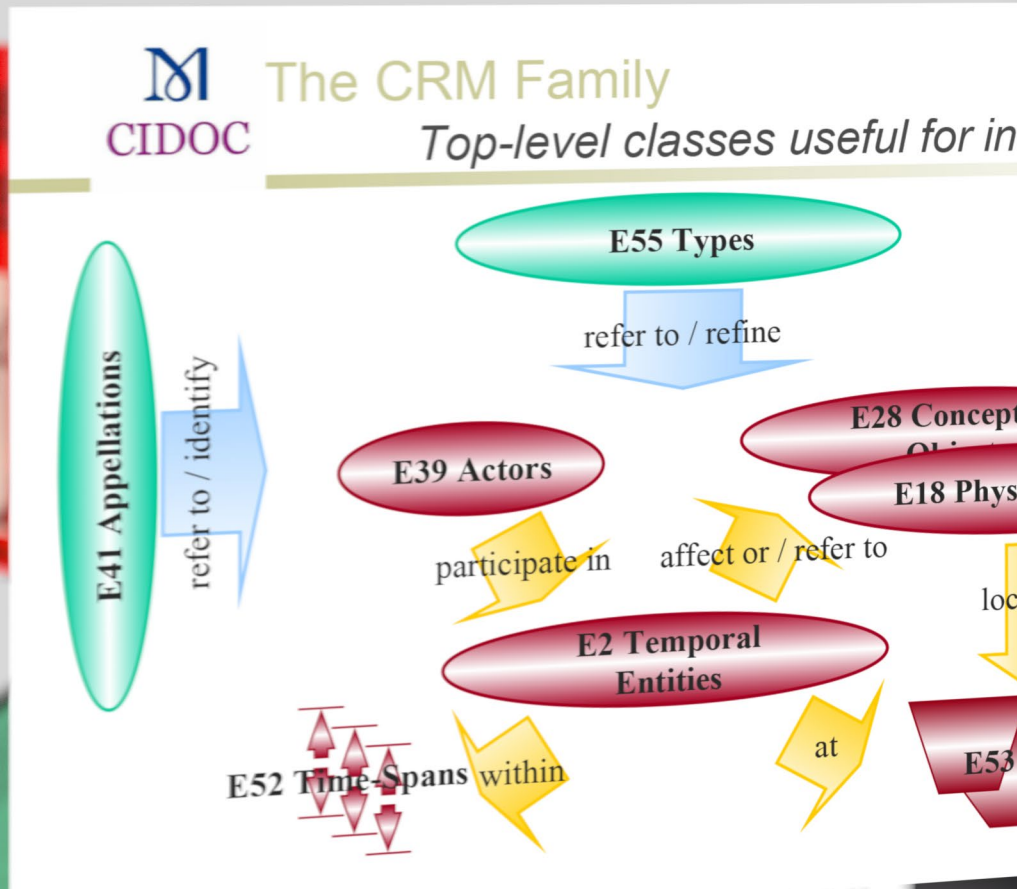 CIDOC
The CRM Family
Top-level classes useful for in
E55 Types
refer to / refine
E41 Appellations
refer to / identify
E39 Actors
E28 Concept
E18 Phys
participate in
affect or / refer to
loc
E2 Temporal
Entities
E52 Time-Spans
within
at
E53